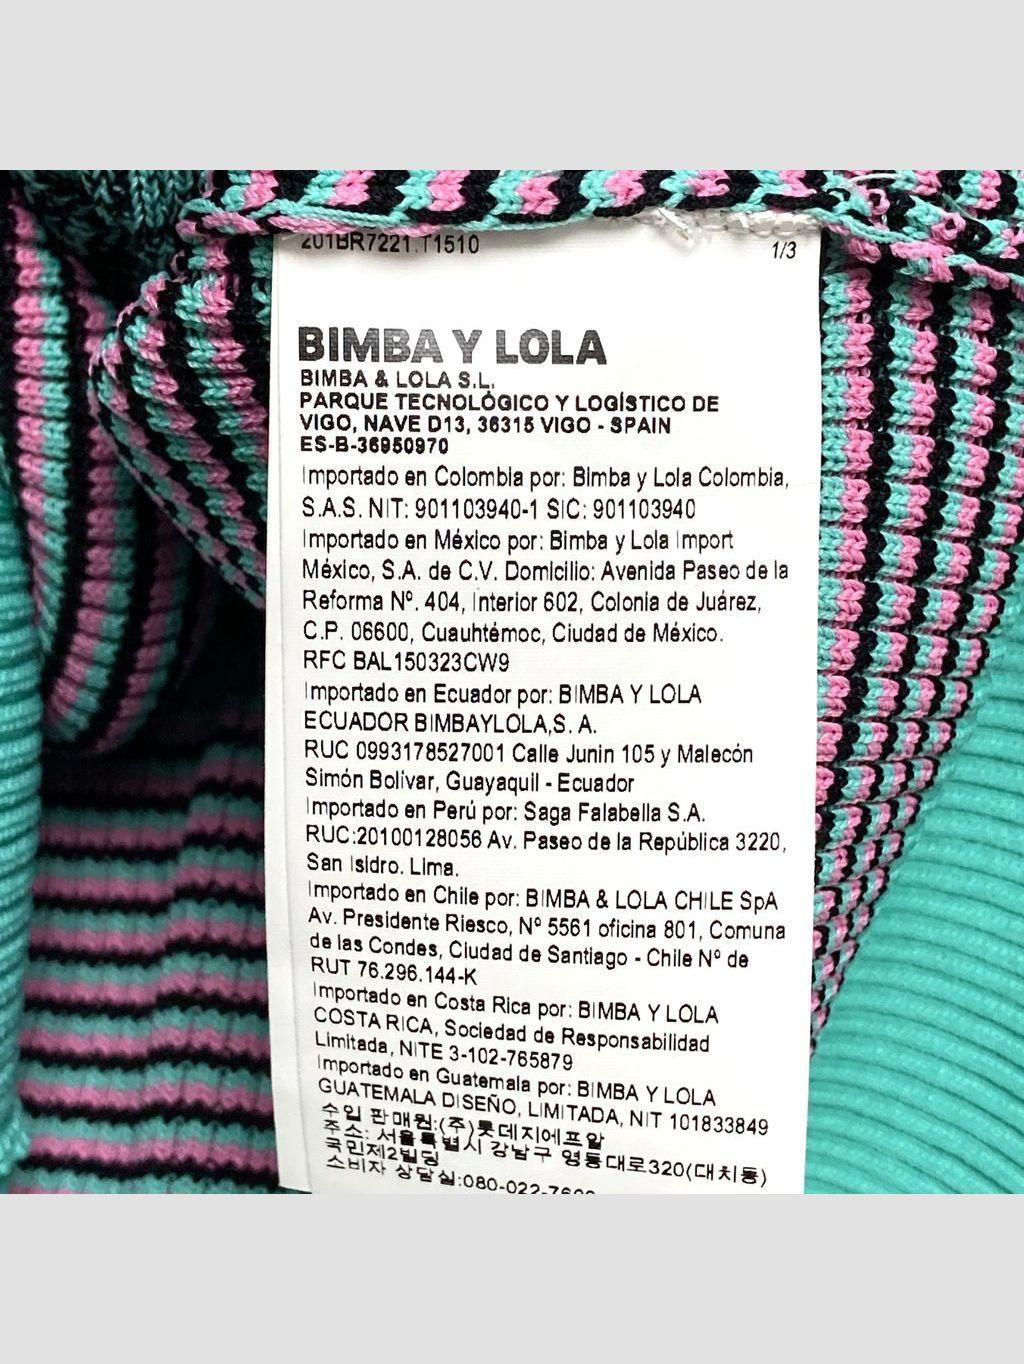 201BR7221.T1510
1/3
BIMBA Y LOLA
BIMBA & LOLA S.L.
PARQUE TECNOLÓGICO Y LOGÍSTICO DE
VIGO, NAVE D13, 36315 VIGO - SPAIN
ES-B-36950970
Importado en Colombia por: Bimba y Lola Colombia,
S.A.S. NIT: 901103940-1 SIC: 901103940
Importado en México por: Bimba y Lola Import
México, S.A. de C.V. Domicilio: Avenida Paseo de la
Reforma Nº. 404, Interior 602, Colonia de Juárez,
C.P. 06600, Cuauhtémoc, Ciudad de México.
RFC BAL150323CW9
Importado en Ecuador por: BIMBA Y LOLA
ECUADOR BIMBAYLOLA,S. A.
RUC 0993178527001 Calle Junin 105 y Malecón
Simón Bolívar, Guayaquil - Ecuador
Importado en Perú por: Saga Falabella S.A.
RUC:20100128056 Av. Paseo de la República 3220,
San Isidro. Lima.
Importado en Chile por: BIMBA & LOLA CHILE SpA
Av. Presidente Riesco, Nº 5561 oficina 801, Comuna
de las Condes, Ciudad de Santiago - Chile Nº de
RUT 76.296.144-K
Importado en Costa Rica por: BIMBA Y LOLA
COSTA RICA, Sociedad de Responsabilidad
Limitada, NITE 3-102-765879
Importado en Guatemala por: BIMBA Y LOLA
GUATEMALA DISEÑO, LIMITADA, NIT 101833849
수입 판매원:(주)롯데지에프알
주소: 서울특별시 강남구 영동대로320(대치동)
국민제2빌딩
소비자 상담실:080-022-